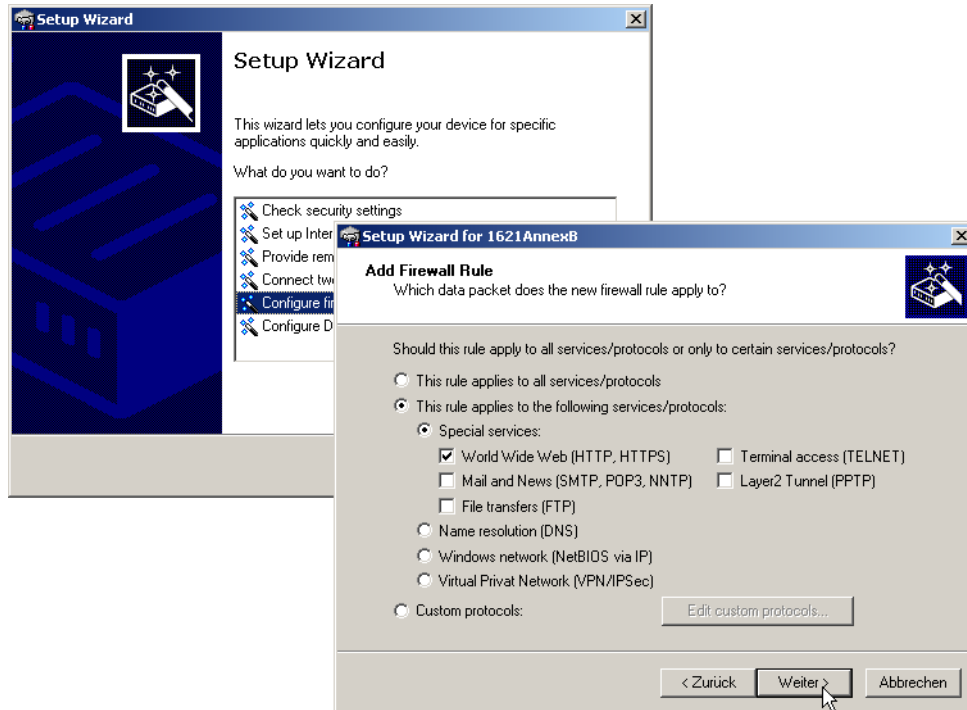 Setup Wizard
Setup Wizard
This wizard lets you configure your device for specific
applications quickly and easily.
What do you want to do?
Check security settings
Set up Inter
Provide rem
Connect tw
Configure fir
Configure D
Setup Wizard for 1621AnnexB
Add Firewall Rule
Which data packet does the new firewall rule apply to?
Should this rule apply to all services/protocols or only to certain services/protocols?
This rule applies to all services/protocols
This rule applies to the following services/protocols:
Special services:
World Wide Web (HTTP, HTTPS) Terminal access (TELNET)
Mail and News (SMTP, POP3, NNTP) Layer2 Tunnel (PPTP)
File transfers (FTP)
Name resolution (DNS)
Windows network (NetBIOS via IP)
Virtual Privat Network (VPN/IPSec)
Custom protocols: Edit custom protocols...
< Zurück Weiter > Abbrechen